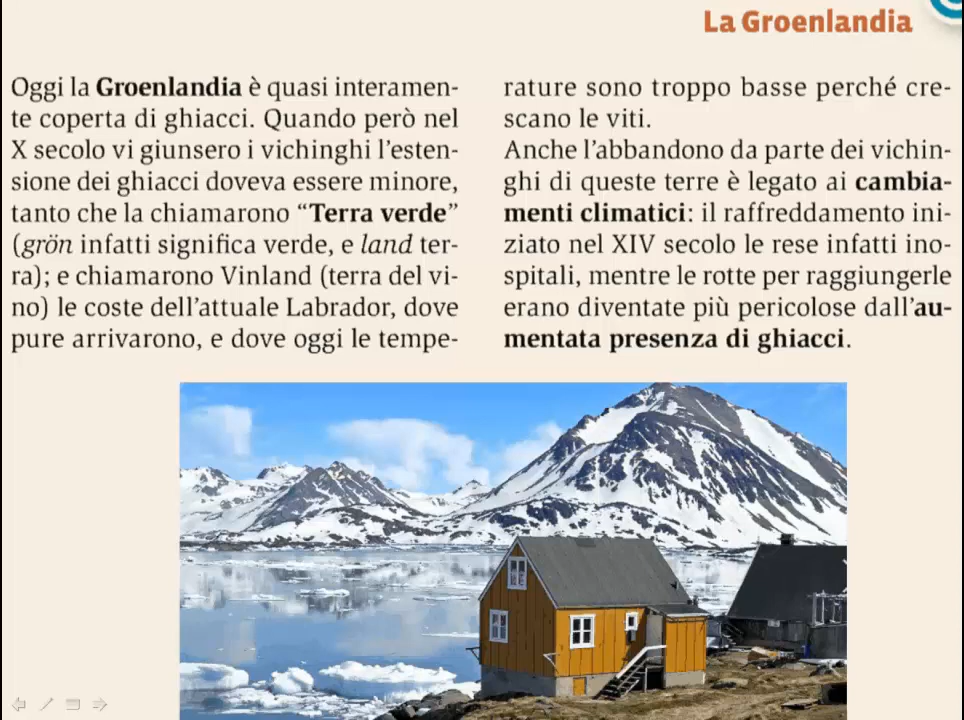 La Groenlandia
Oggi la Groenlandia è quasi interamen-
te coperta di ghiacci. Quando però nel
X secolo vi giunsero i vichinghi l’esten-
sione dei ghiacci doveva essere minore,
tanto che la chiamarono “Terra verde”
(grön infatti significa verde, e land ter-
ra); e chiamarono Vinland (terra del vi-
no) le coste dell’attuale Labrador, dove
pure arrivarono, e dove oggi le tempe-
rature sono troppo basse perché cre-
scano le viti.
Anche l’abbandono da parte dei vichin-
ghi di queste terre è legato ai cambia-
menti climatici: il raffreddamento ini-
ziato nel XIV secolo le rese infatti ino-
spitali, mentre le rotte per raggiungerle
erano diventate più pericolose dall’au-
mentata presenza di ghiacci.